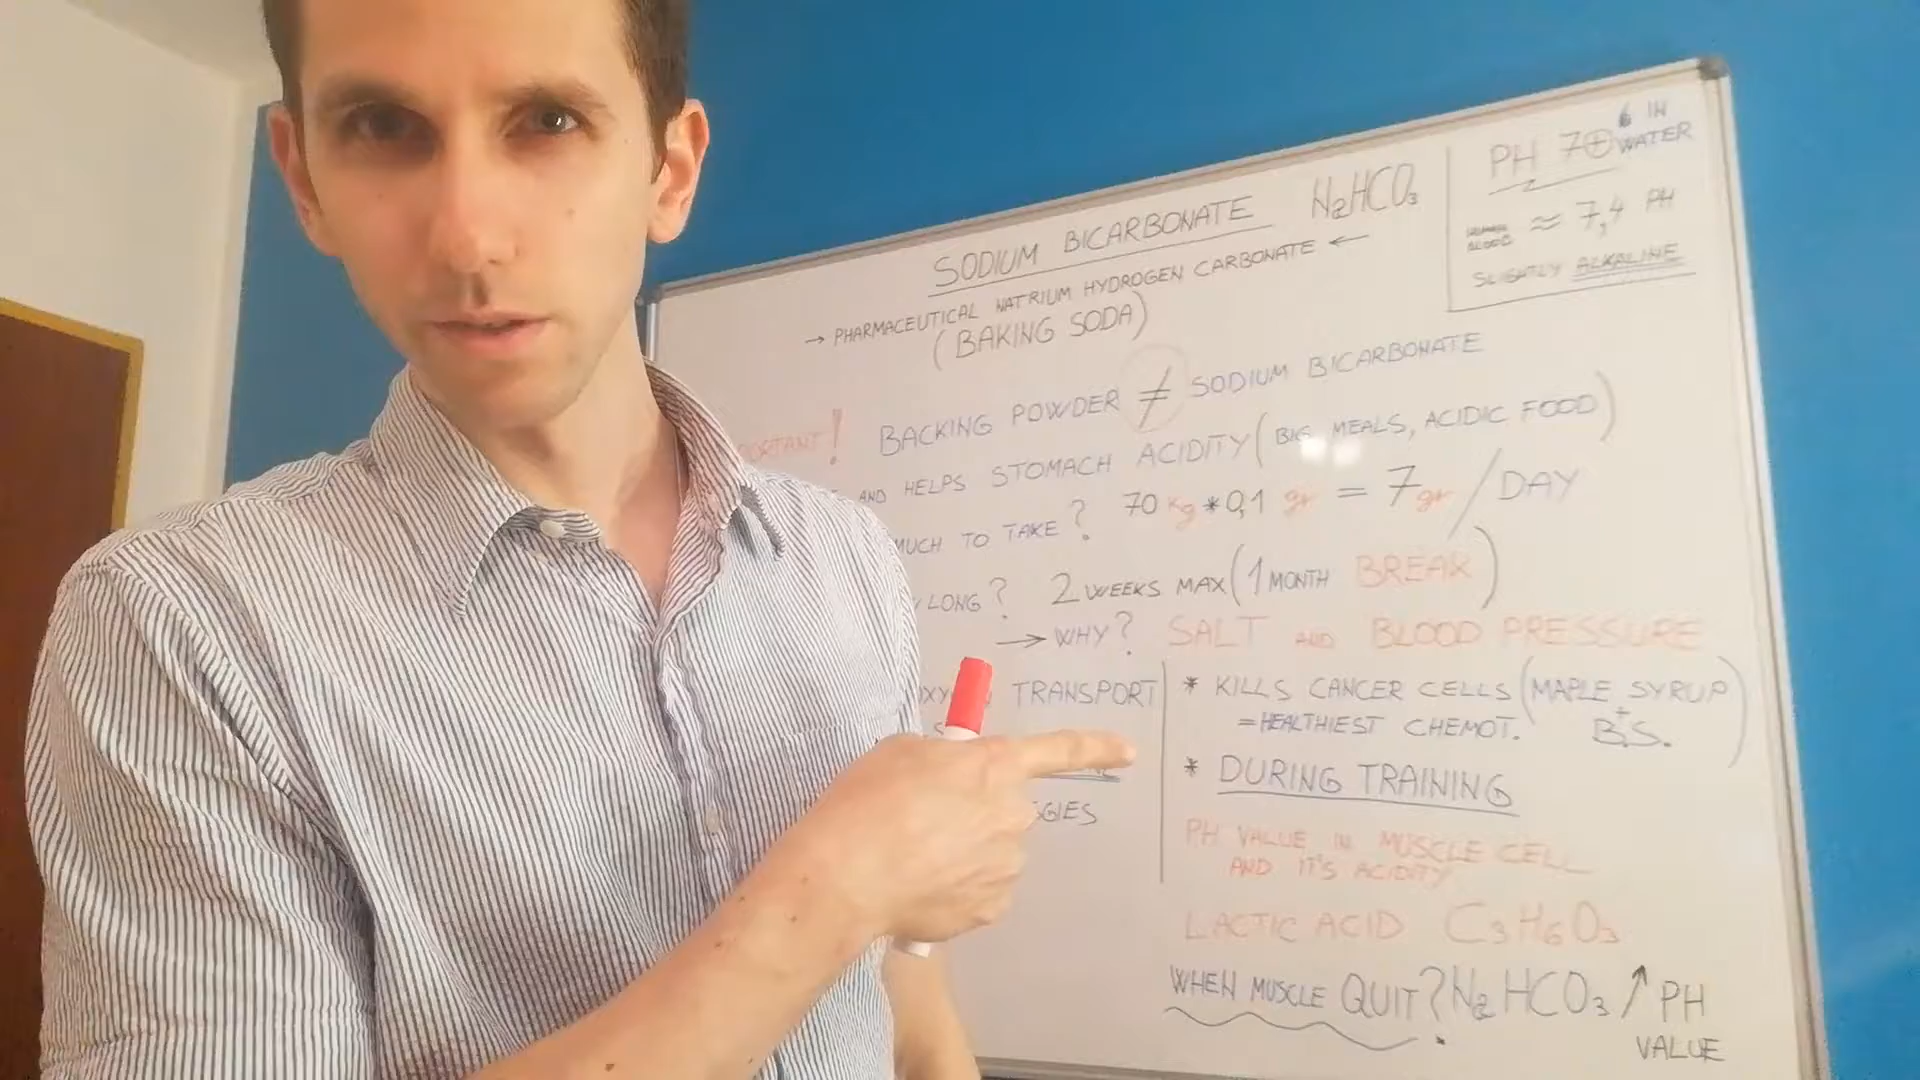 SODIUM BICARBONATE N2HCO3
→ PHARMACEUTICAL NATRIUM HYDROGEN CARBONATE ←
(BAKING SODA)
PH 7⊕ 6 IN WATER
HUMAN BLOOD ≈ 7,4 PH
SLIGHTLY ALKALINE
! BACKING POWDER ≠ SODIUM BICARBONATE
AND HELPS STOMACH ACIDITY (BIG MEALS, ACIDIC FOOD)
MUCH TO TAKE? 70 Kg * 0,1 gr = 7 gr / DAY
LONG? 2 WEEKS MAX (1 MONTH BREAK)
→ WHY? SALT AND BLOOD PRESSURE
TRANSPORT
* KILLS CANCER CELLS (MAPLE SYRUP + B.S.)
= HEALTHIEST CHEMOT.
* DURING TRAINING
PH VALUE IN MUSCLE CELL
AND IT'S ACIDITY
LACTIC ACID C3H6O3
WHEN MUSCLE QUIT? N2HCO3 ↑ PH
VALUE